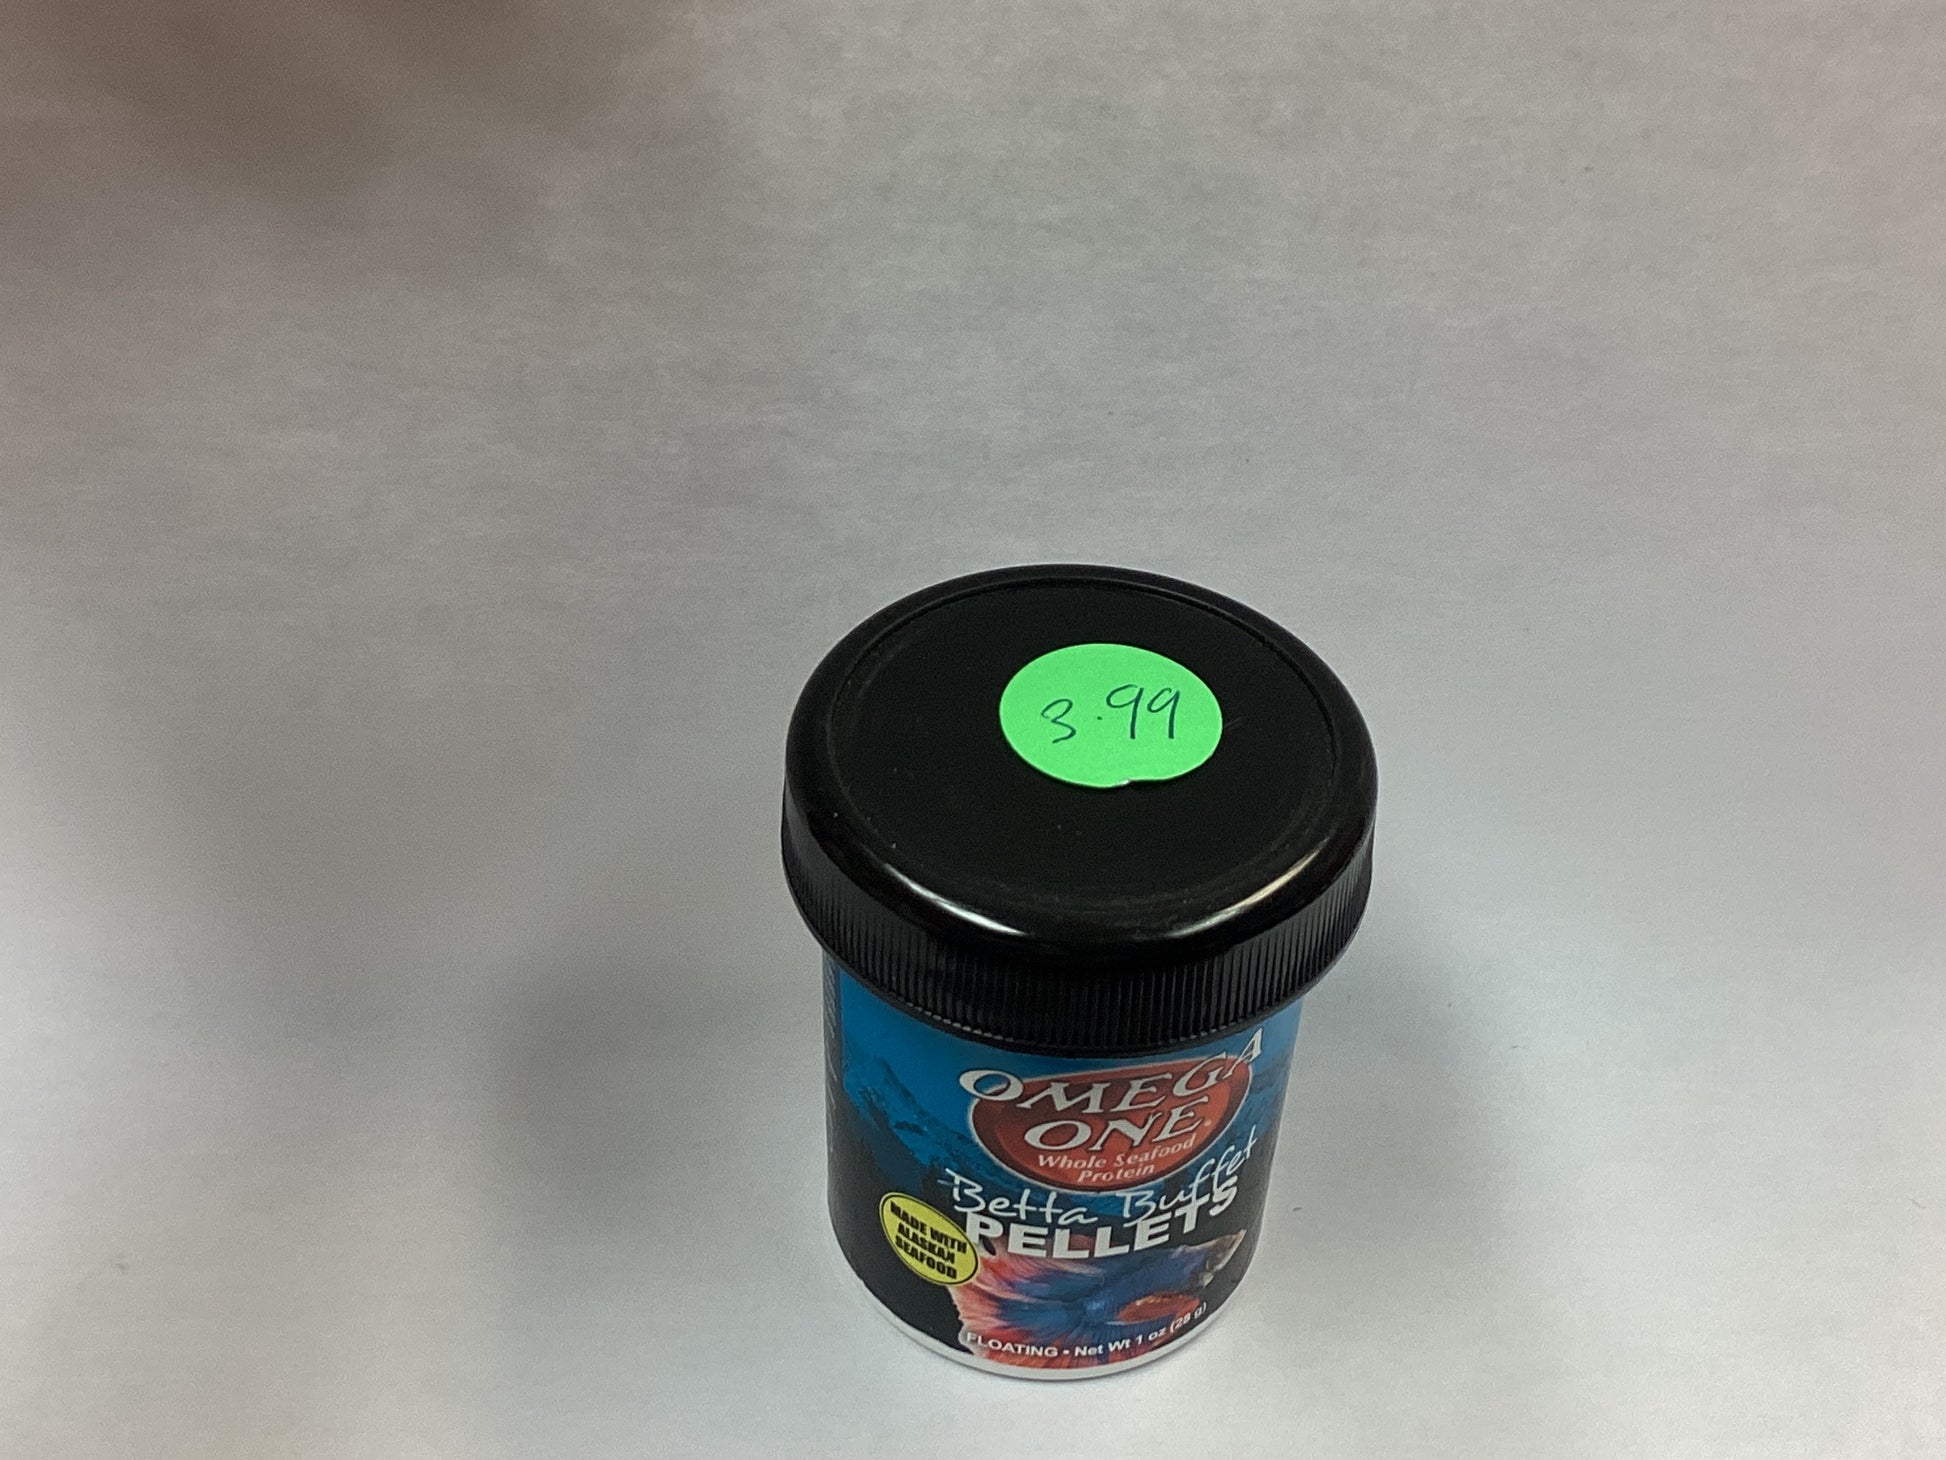 3.99
OMEGA
ONE®
Whole Seafood
Protein
Betta Buffet
PELLETS
MADE WITH
ALASKAN
SEAFOOD
FLOATING • Net Wt 1 oz (28 g)